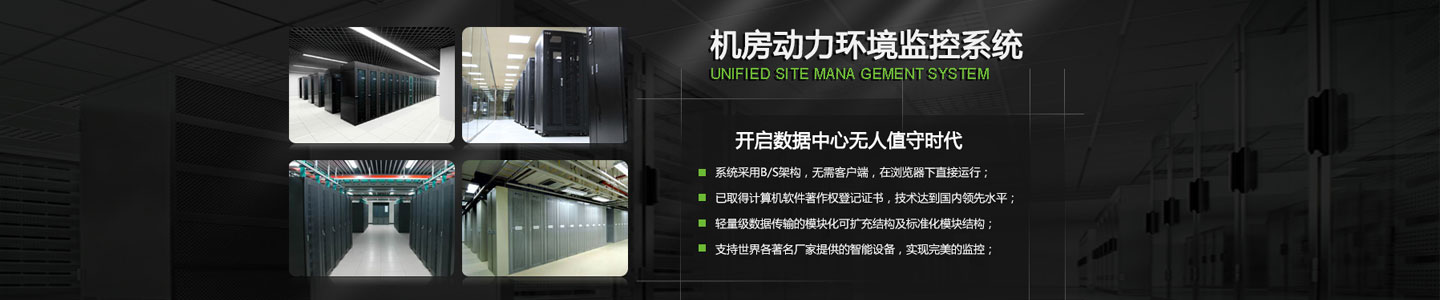 机房动力环境监控系统
UNIFIED SITE MANA GEMENT SYSTEM
开启数据中心无人值守时代
系统采用B/S架构，无需客户端，在浏览器下直接运行；
已取得计算机软件著作权登记证书，技术达到国内领先水平；
轻量级数据传输的模块化可扩充结构及标准化模块结构；
支持世界各著名厂家提供的智能设备，实现完美的监控；